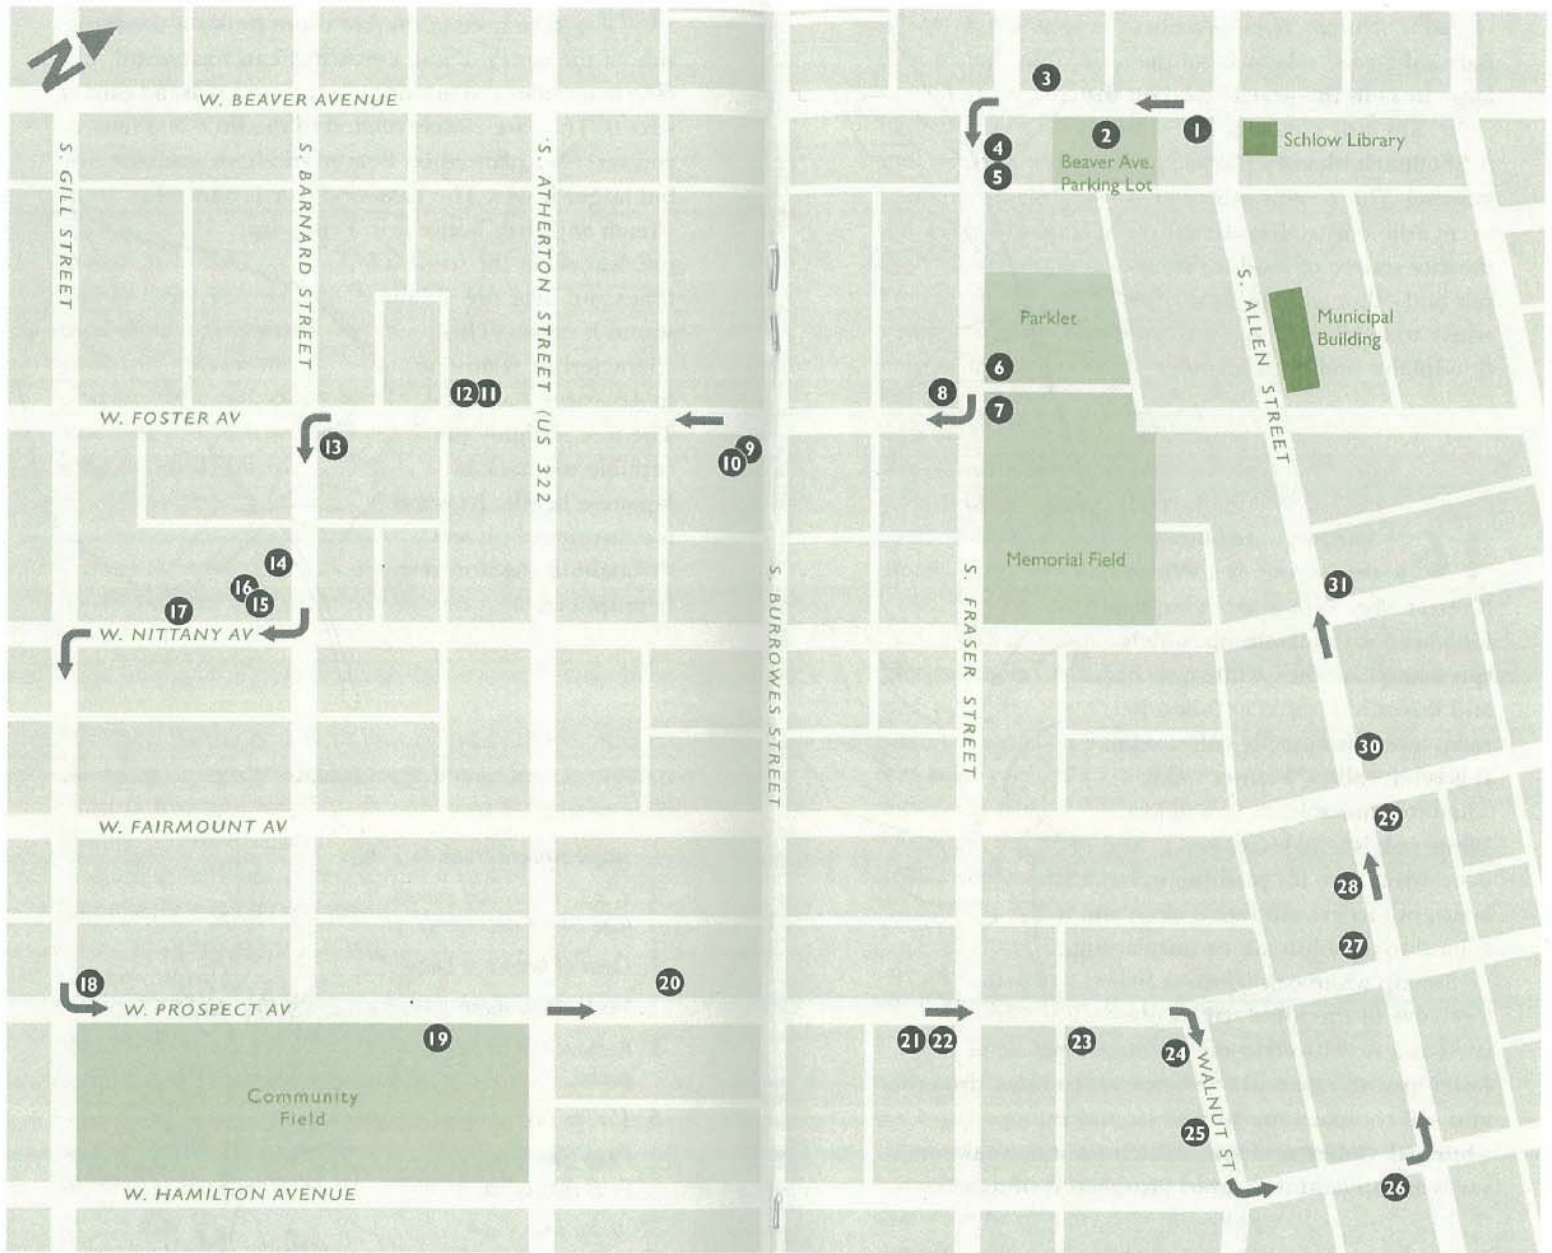 N
W. BEAVER AVENUE
3
1
2
Schlow Library
4
Beaver Ave.
5
Parking Lot
S. GILL STREET
S. BARNARD STREET
S. ATHERTON STREET (US 322
S. ALLEN STREET
Parklet
Municipal
Building
6
12
11
8
7
W. FOSTER AV
13
9
10
14
Memorial Field
16
15
17
31
W. NITTANY AV
S. BURROWES STREET
S. FRASER STREET
30
W. FAIRMOUNT AV
29
28
27
18
20
W. PROSPECT AV
19
21
22
23
24
WALNUT ST
Community
Field
25
26
W. HAMILTON AVENUE